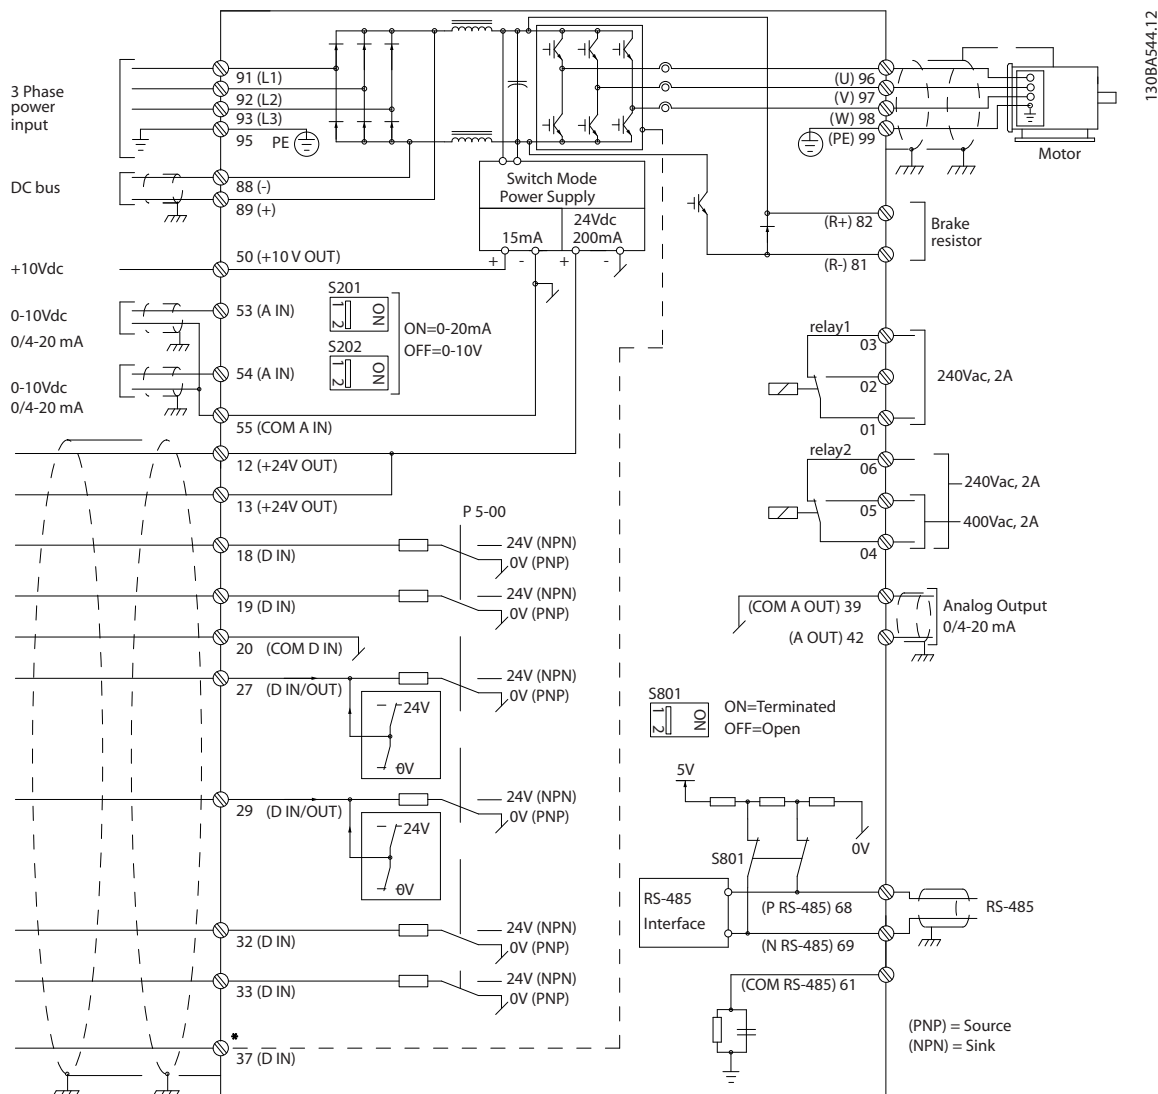 130BA544.12
3 Phase
power
input
91 (L1)
92 (L2)
93 (L3)
95
PE
DC bus
88 (-)
89 (+)
+10Vdc
50 (+10 V OUT)
0-10Vdc
0/4-20 mA
53 (A IN)
0-10Vdc
0/4-20 mA
54 (A IN)
55 (COM A IN)
12 (+24V OUT)
13 (+24V OUT)
18 (D IN)
19 (D IN)
20 (COM D IN)
27 (D IN/OUT)
24V
0V
29 (D IN/OUT)
24V
0V
32 (D IN)
33 (D IN)
*
37 (D IN)
S201
1 2
ON
S202
1 2
ON
ON=0-20mA
OFF=0-10V
Switch Mode
Power Supply
15mA
24Vdc
200mA
+ - + -
P 5-00
24V (NPN)
0V (PNP)
24V (NPN)
0V (PNP)
24V (NPN)
0V (PNP)
24V (NPN)
0V (PNP)
24V (NPN)
0V (PNP)
24V (NPN)
0V (PNP)
(U) 96
(V) 97
(W) 98
(PE) 99
Motor
(R+) 82
(R-) 81
Brake
resistor
relay1
03
02
01
240Vac, 2A
relay2
06
05
04
240Vac, 2A
400Vac, 2A
(COM A OUT) 39
(A OUT) 42
Analog Output
0/4-20 mA
S801
1 2
ON
ON=Terminated
OFF=Open
5V
S801
0V
RS-485
Interface
(P RS-485) 68
(N RS-485) 69
RS-485
(COM RS-485) 61
(PNP) = Source
(NPN) = Sink